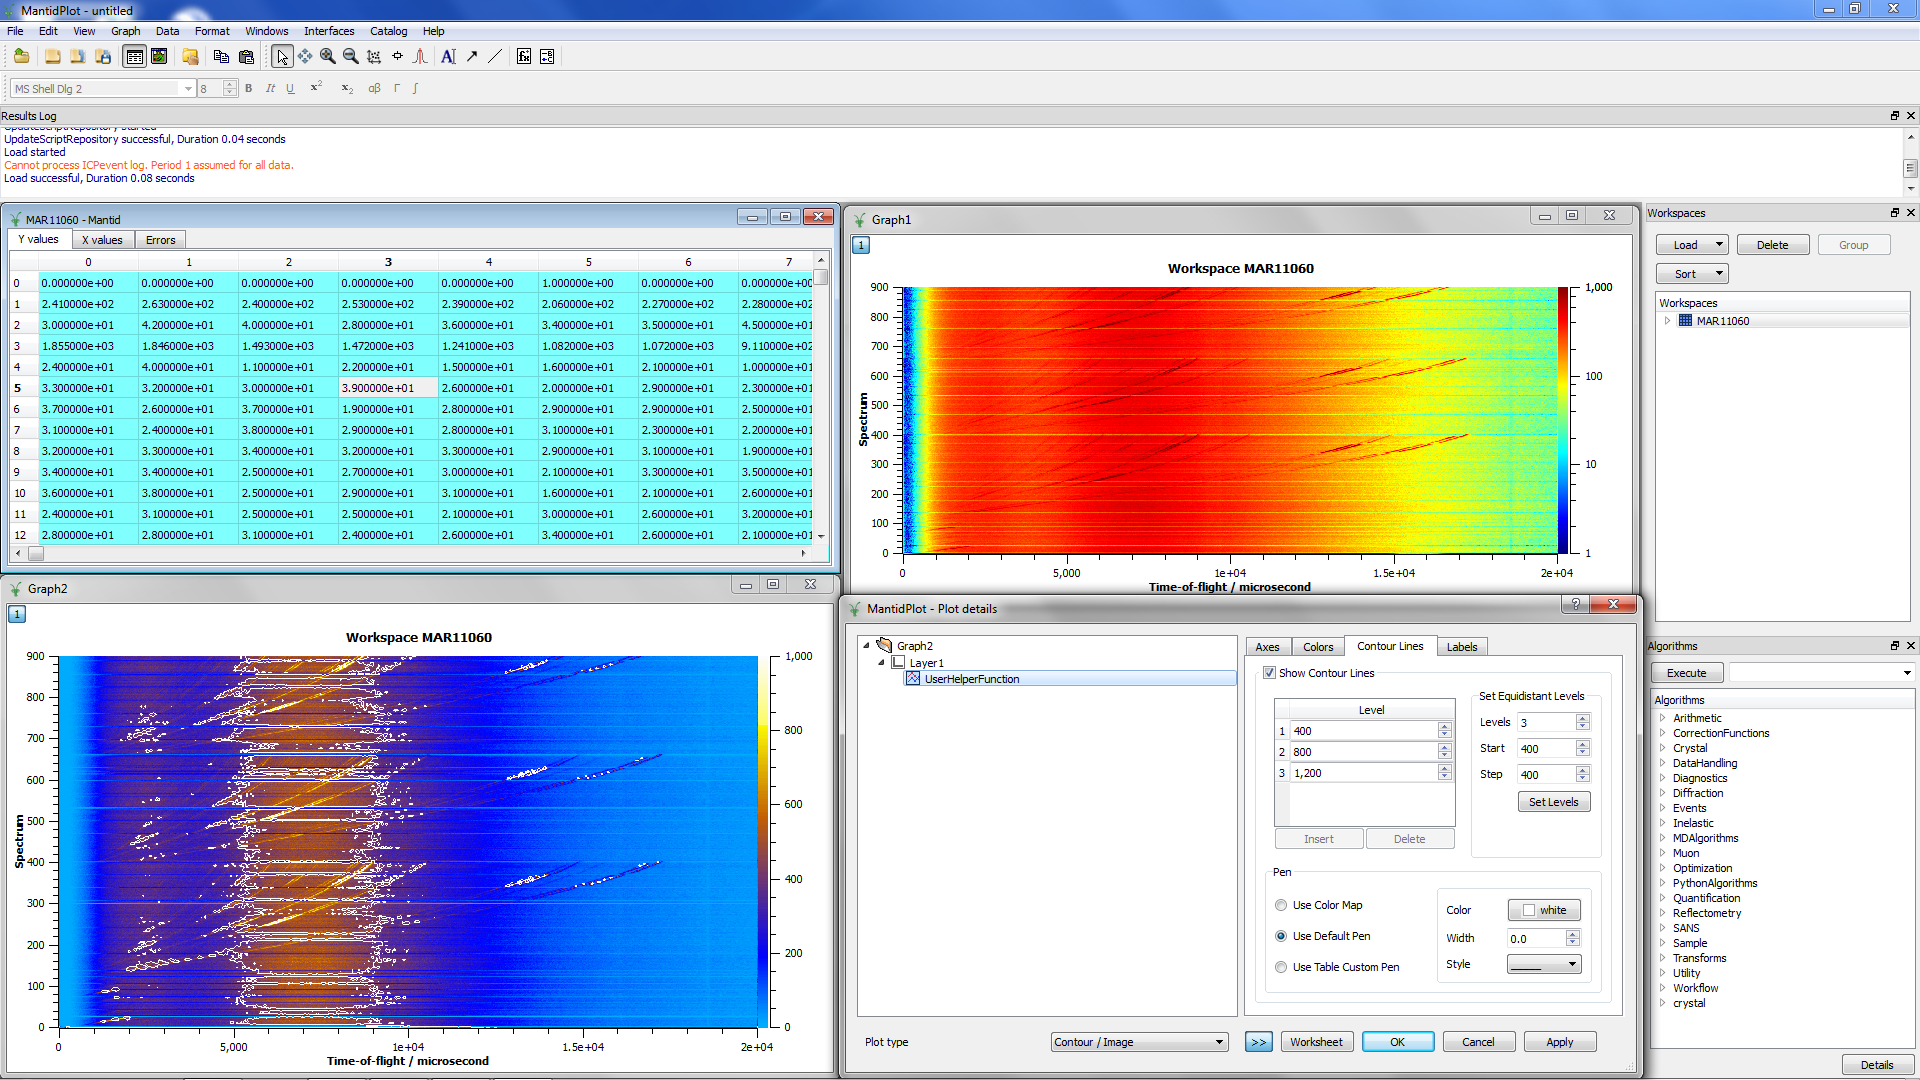 MantidPlot - untitled
File Edit View Graph Data Format Windows Interfaces Catalog Help
MS Shell Dlg 2 8 B It U x² x₂ αβ Γ ∫
Results Log
UpdateScriptRepository started
UpdateScriptRepository successful, Duration 0.04 seconds
Load started
Cannot process ICPevent log. Period 1 assumed for all data.
Load successful, Duration 0.08 seconds
MAR11060 - Mantid
Y values X values Errors
0 1 2 3 4 5 6 7
0 0.000000e+00 0.000000e+00 0.000000e+00 0.000000e+00 0.000000e+00 1.000000e+00 0.000000e+00 0.000000e+00
1 2.410000e+02 2.630000e+02 2.400000e+02 2.530000e+02 2.390000e+02 2.060000e+02 2.270000e+02 2.280000e+02
2 3.000000e+01 4.200000e+01 4.000000e+01 2.800000e+01 3.600000e+01 3.400000e+01 3.500000e+01 4.500000e+01
3 1.855000e+03 1.846000e+03 1.493000e+03 1.472000e+03 1.241000e+03 1.082000e+03 1.072000e+03 9.110000e+02
4 2.400000e+01 4.000000e+01 1.100000e+01 2.200000e+01 1.500000e+01 1.600000e+01 2.100000e+01 1.000000e+01
5 3.300000e+01 3.200000e+01 3.000000e+01 3.900000e+01 2.600000e+01 2.000000e+01 2.900000e+01 2.300000e+01
6 3.700000e+01 2.600000e+01 3.700000e+01 1.900000e+01 2.800000e+01 2.900000e+01 2.900000e+01 2.500000e+01
7 3.100000e+01 2.400000e+01 3.800000e+01 2.900000e+01 2.800000e+01 3.100000e+01 2.300000e+01 2.200000e+01
8 3.200000e+01 3.300000e+01 3.400000e+01 3.200000e+01 3.300000e+01 2.900000e+01 3.100000e+01 1.900000e+01
9 3.400000e+01 3.400000e+01 2.500000e+01 2.700000e+01 3.000000e+01 2.100000e+01 3.300000e+01 3.500000e+01
10 3.600000e+01 3.800000e+01 2.500000e+01 2.900000e+01 3.100000e+01 1.600000e+01 2.100000e+01 2.600000e+01
11 2.400000e+01 3.100000e+01 2.500000e+01 2.500000e+01 2.100000e+01 3.000000e+01 2.600000e+01 3.200000e+01
12 2.800000e+01 2.800000e+01 3.100000e+01 2.400000e+01 2.600000e+01 3.400000e+01 2.600000e+01 2.100000e+01
Graph1
1
Workspace MAR11060
900
800
700
600
500
400
300
200
100
0
Spectrum
0 5,000 1e+04 1.5e+04 2e+04
Time-of-flight / microsecond
1,000
100
10
1
Workspaces
Load Delete Group
Sort
Workspaces
MAR11060
Graph2
1
Workspace MAR11060
900
800
700
600
500
400
300
200
100
0
Spectrum
0 5,000 1e+04 1.5e+04 2e+04
Time-of-flight / microsecond
1,000
800
600
400
200
0
MantidPlot - Plot details
Graph2
Layer1
UserHelperFunction
Axes Colors Contour Lines Labels
Show Contour Lines
Level
1 400
2 800
3 1,200
Insert Delete
Set Equidistant Levels
Levels 3
Start 400
Step 400
Set Levels
Pen
Use Color Map
Use Default Pen
Use Table Custom Pen
Color white
Width 0.0
Style
Plot type Contour / Image >> Worksheet OK Cancel Apply
Algorithms
Execute
Algorithms
Arithmetic
CorrectionFunctions
Crystal
DataHandling
Diagnostics
Diffraction
Events
Inelastic
MDAlgorithms
Muon
Optimization
PythonAlgorithms
Quantification
Reflectometry
SANS
Sample
Transforms
Utility
Workflow
crystal
Details